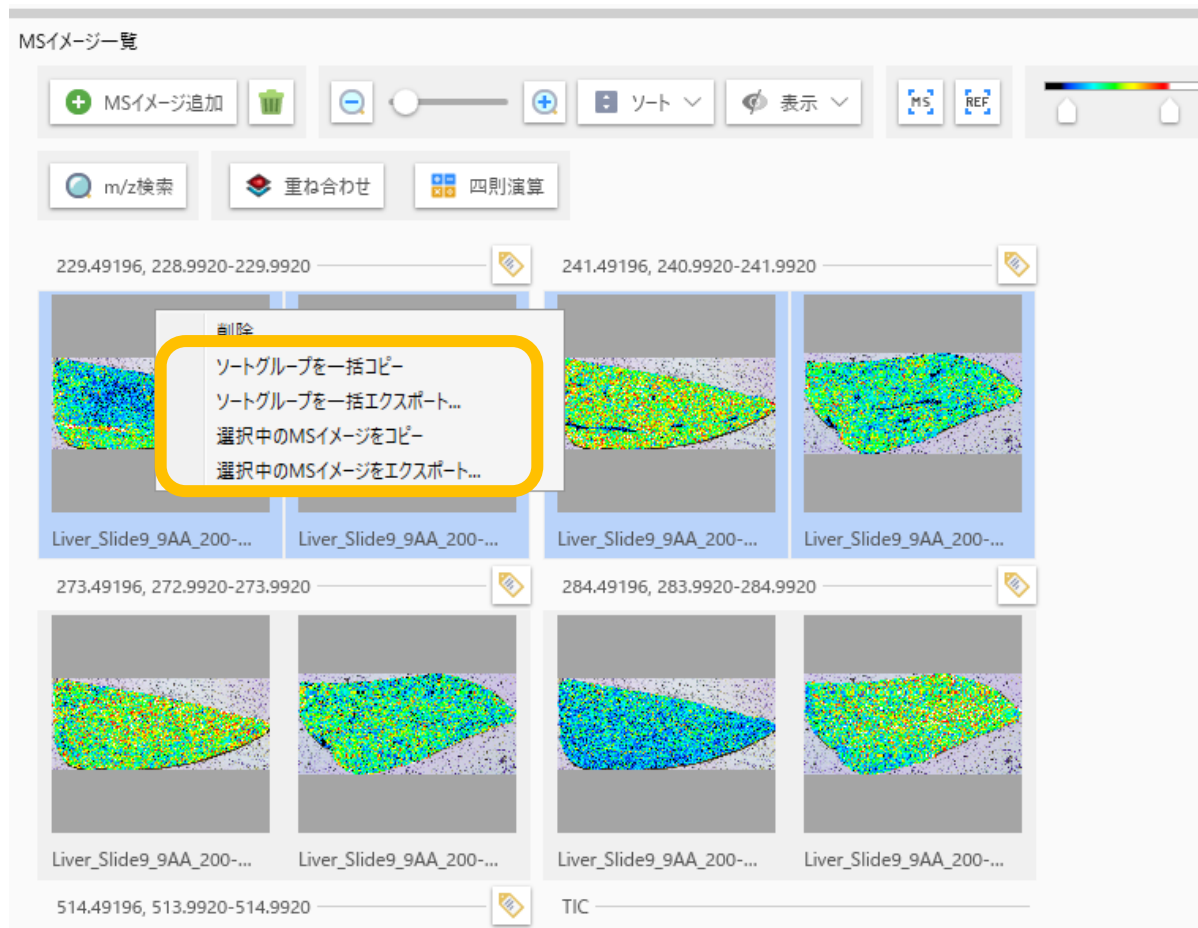 MSイメージ一覧
MSイメージ追加
ソート
表示
MS
REF
m/z検索
重ね合わせ
四則演算
229.49196, 228.9920-229.9920
241.49196, 240.9920-241.9920
削除
ソートグループを一括コピー
ソートグループを一括エクスポート...
選択中のMSイメージをコピー
選択中のMSイメージをエクスポート...
Liver_Slide9_9AA_200-...
Liver_Slide9_9AA_200-...
Liver_Slide9_9AA_200-...
Liver_Slide9_9AA_200-...
273.49196, 272.9920-273.9920
284.49196, 283.9920-284.9920
Liver_Slide9_9AA_200-...
Liver_Slide9_9AA_200-...
Liver_Slide9_9AA_200-...
Liver_Slide9_9AA_200-...
514.49196, 513.9920-514.9920
TIC